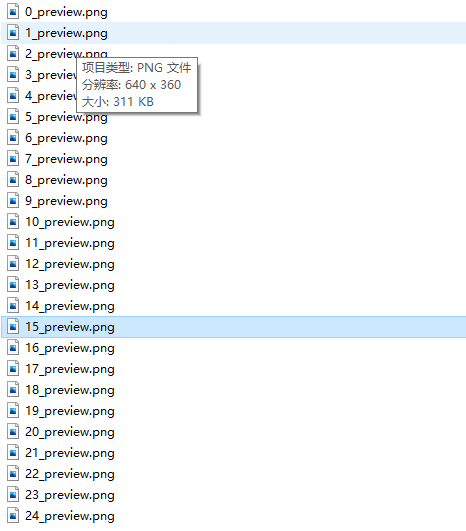 0_preview.png
1_preview.png
2_preview.png
项目类型: PNG 文件
3_preview.png
分辨率: 640 x 360
4_preview.png
大小: 311 KB
5_preview.png
6_preview.png
7_preview.png
8_preview.png
9_preview.png
10_preview.png
11_preview.png
12_preview.png
13_preview.png
14_preview.png
15_preview.png
16_preview.png
17_preview.png
18_preview.png
19_preview.png
20_preview.png
21_preview.png
22_preview.png
23_preview.png
24_preview.png